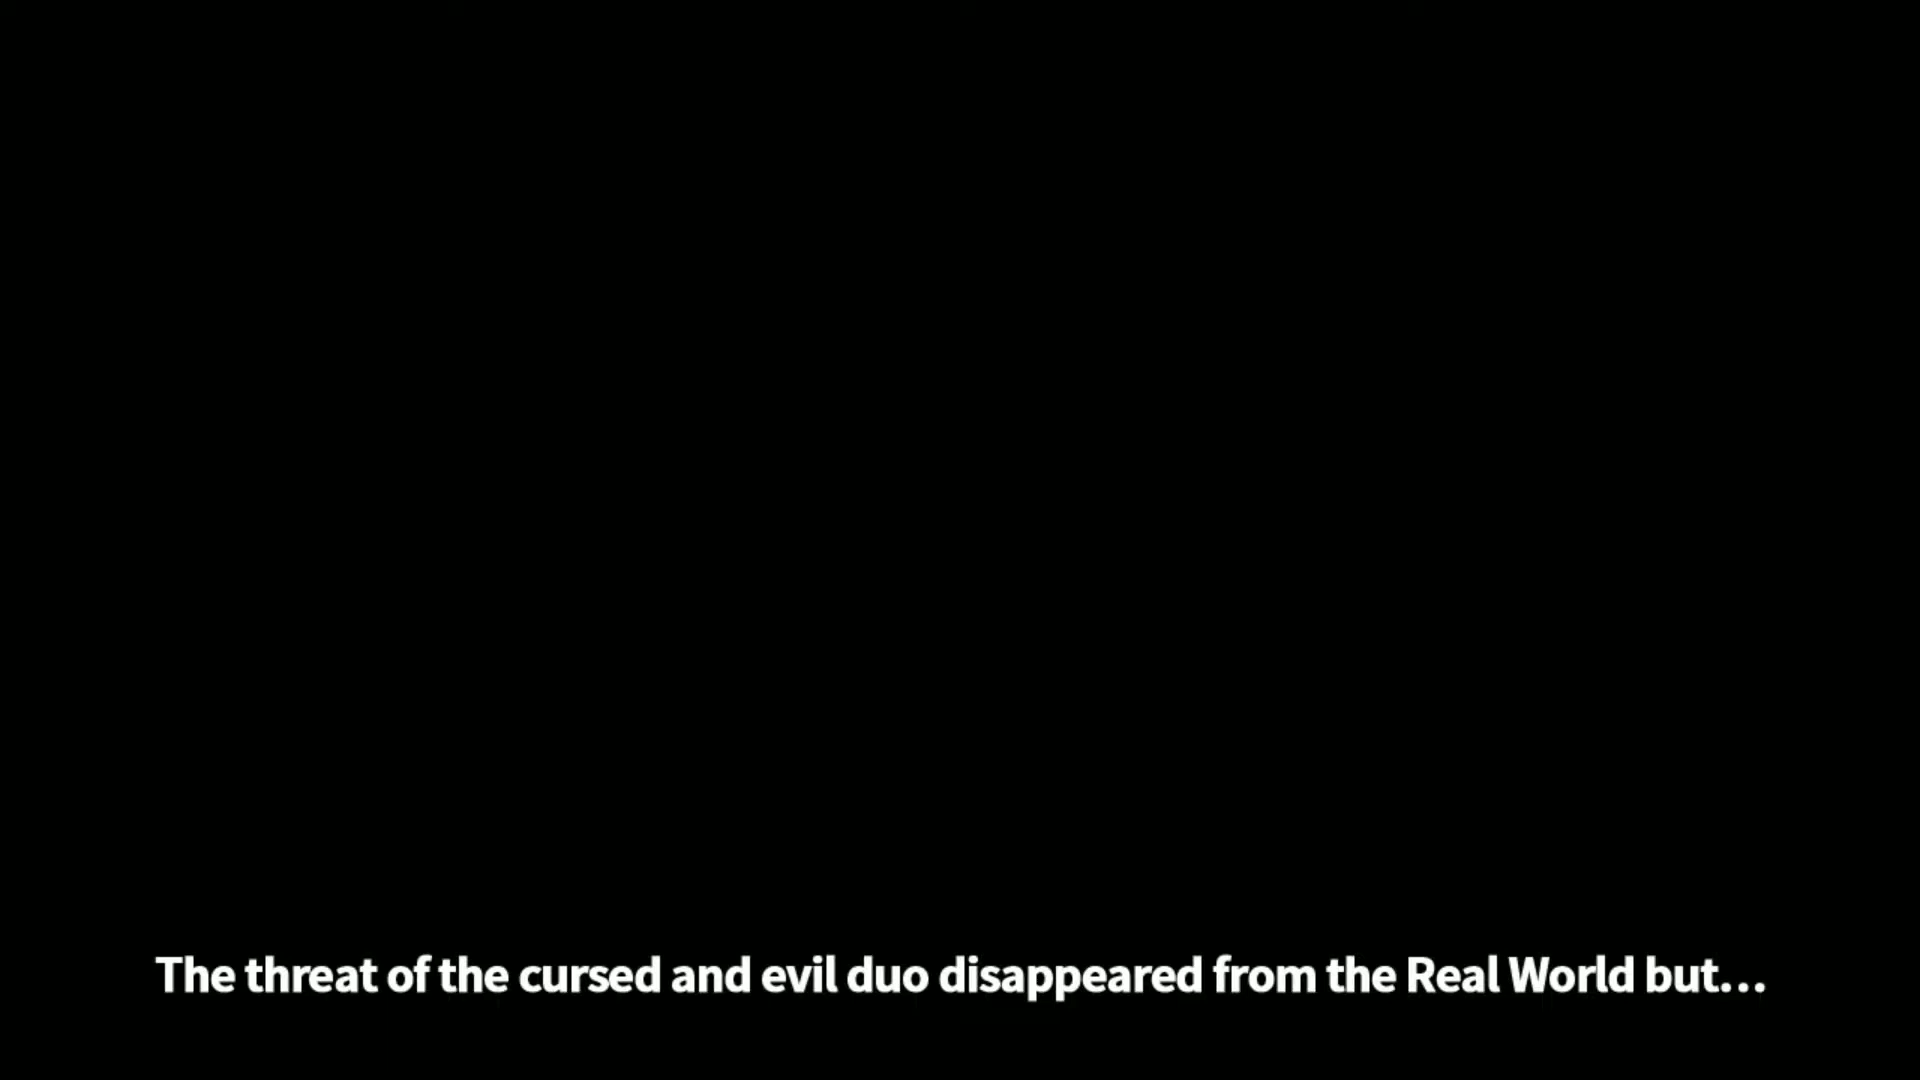 The threat of the cursed and evil duo disappeared from the Real World but...